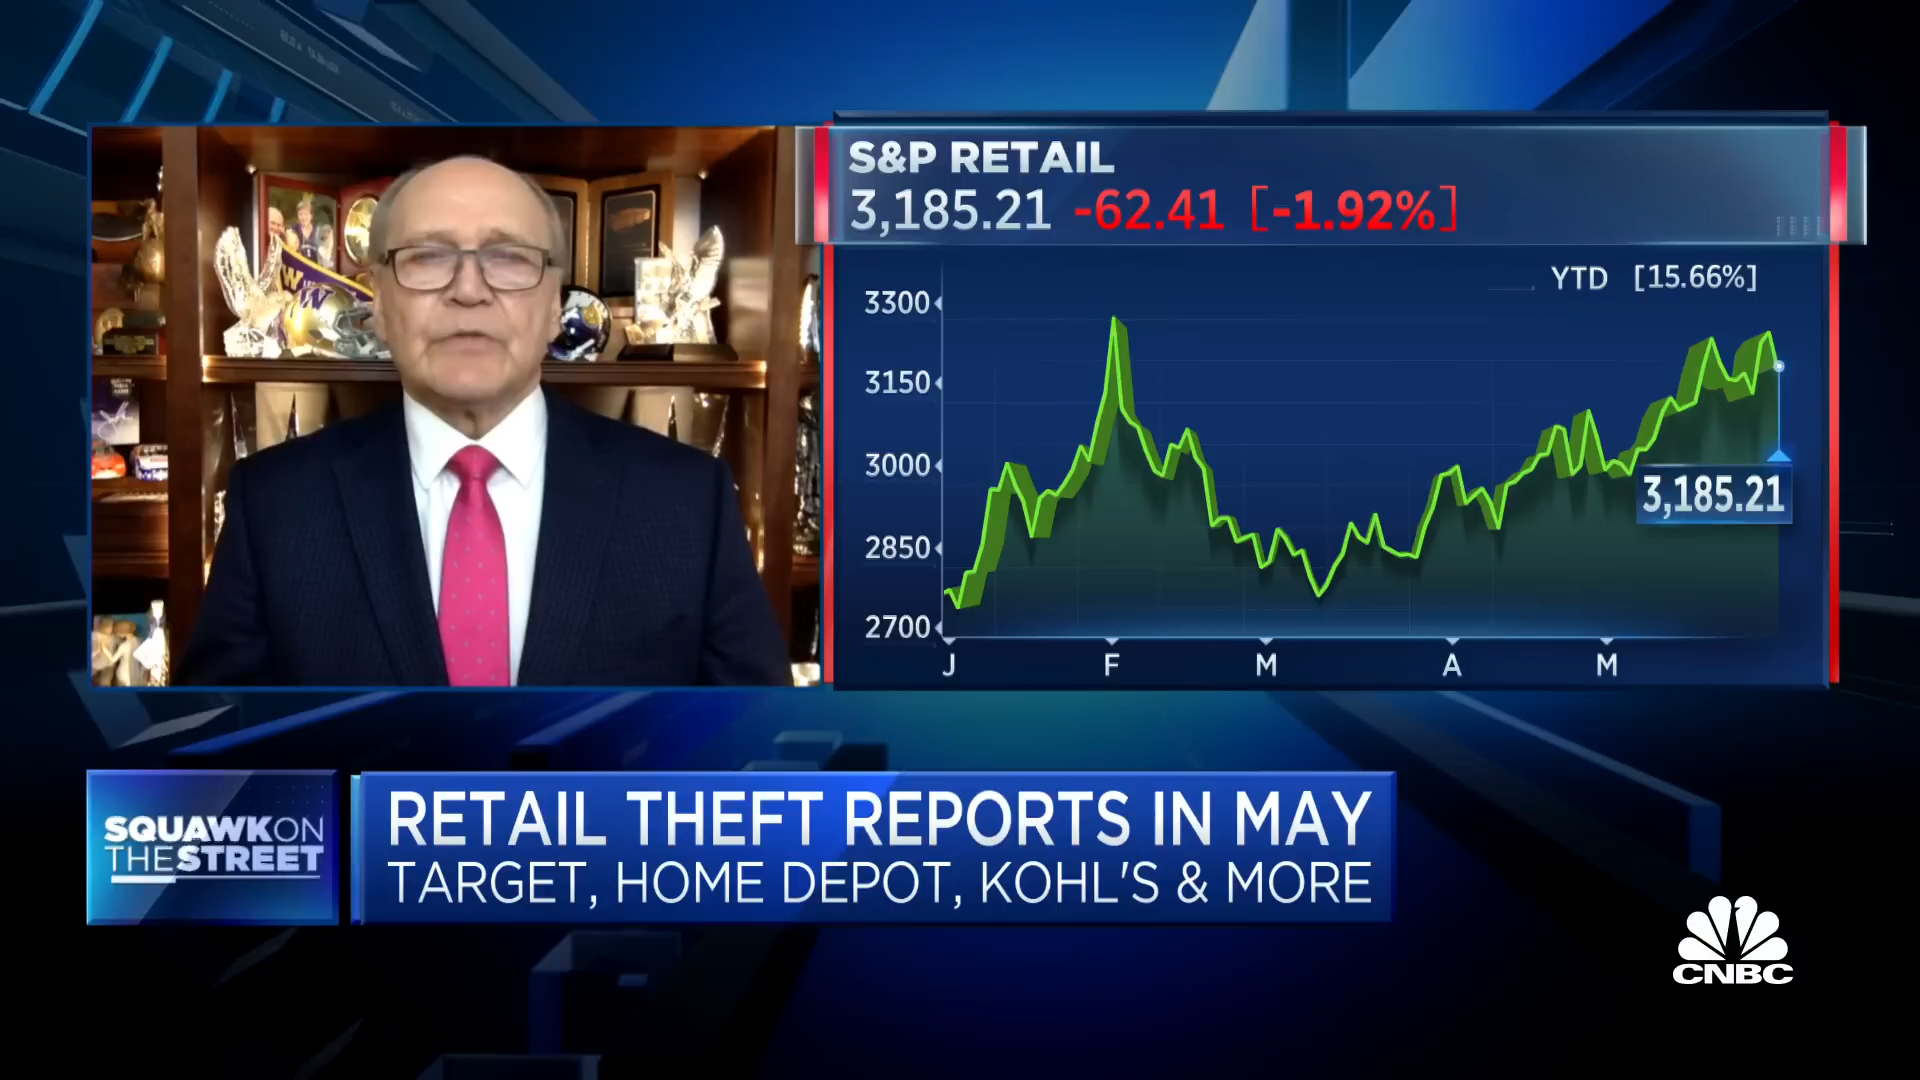 S&P RETAIL
3,185.21 -62.41 [-1.92%]
YTD [15.66%]
3300
3150
3000
2850
2700
3,185.21
J F M A M
W
W
SQUAWK ON
THE STREET
RETAIL THEFT REPORTS IN MAY
TARGET, HOME DEPOT, KOHL'S & MORE
CNBC